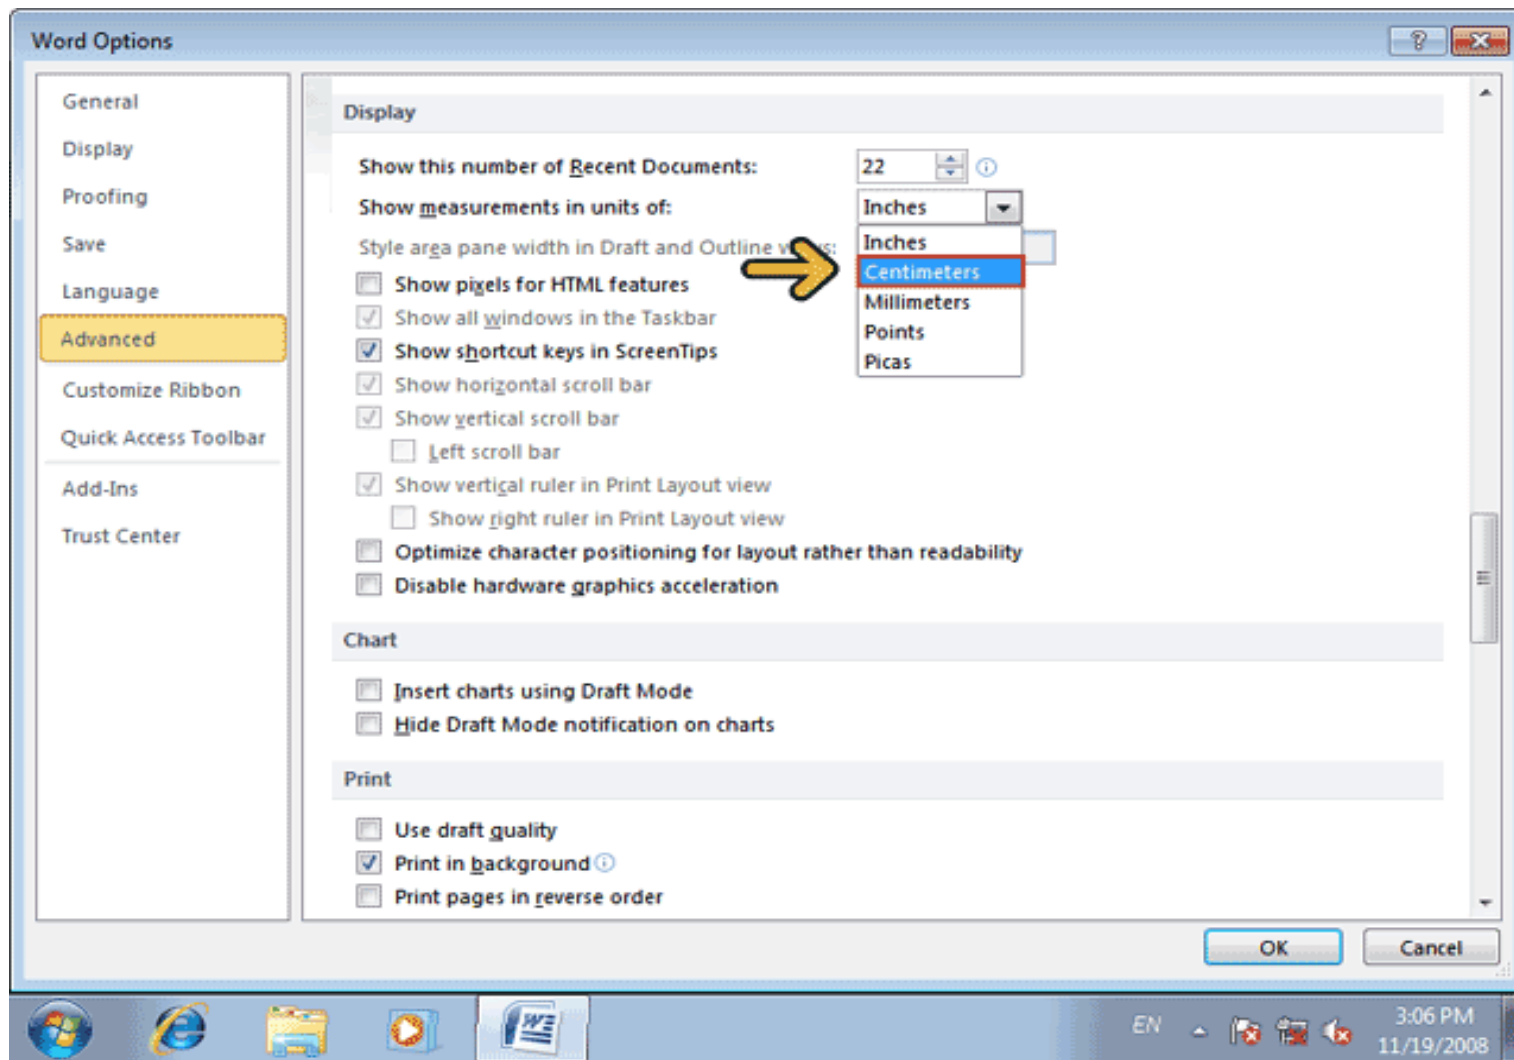 Word Options
General
Display
Proofing
Save
Language
Advanced
Customize Ribbon
Quick Access Toolbar
Add-Ins
Trust Center
Display
Show this number of Recent Documents: 22
Show measurements in units of: Inches
Style area pane width in Draft and Outline
Inches
Centimeters
Millimeters
Points
Picas
Show pixels for HTML features
Show all windows in the Taskbar
Show shortcut keys in ScreenTips
Show horizontal scroll bar
Show vertical scroll bar
Left scroll bar
Show vertical ruler in Print Layout view
Show right ruler in Print Layout view
Optimize character positioning for layout rather than readability
Disable hardware graphics acceleration
Chart
Insert charts using Draft Mode
Hide Draft Mode notification on charts
Print
Use draft quality
Print in background
Print pages in reverse order
OK Cancel
EN
3:06 PM
11/19/2008